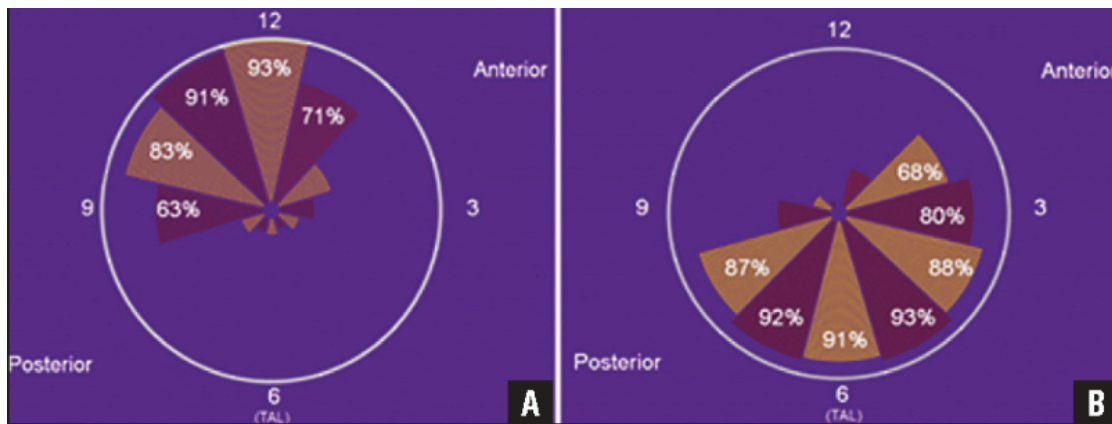 12
93%
Anterior
91%
71%
83%
9
63%
3
Posterior
6
(TAL)
A
12
Anterior
68%
9
80%
3
87%
88%
92%
93%
91%
Posterior
6
(TAL)
B